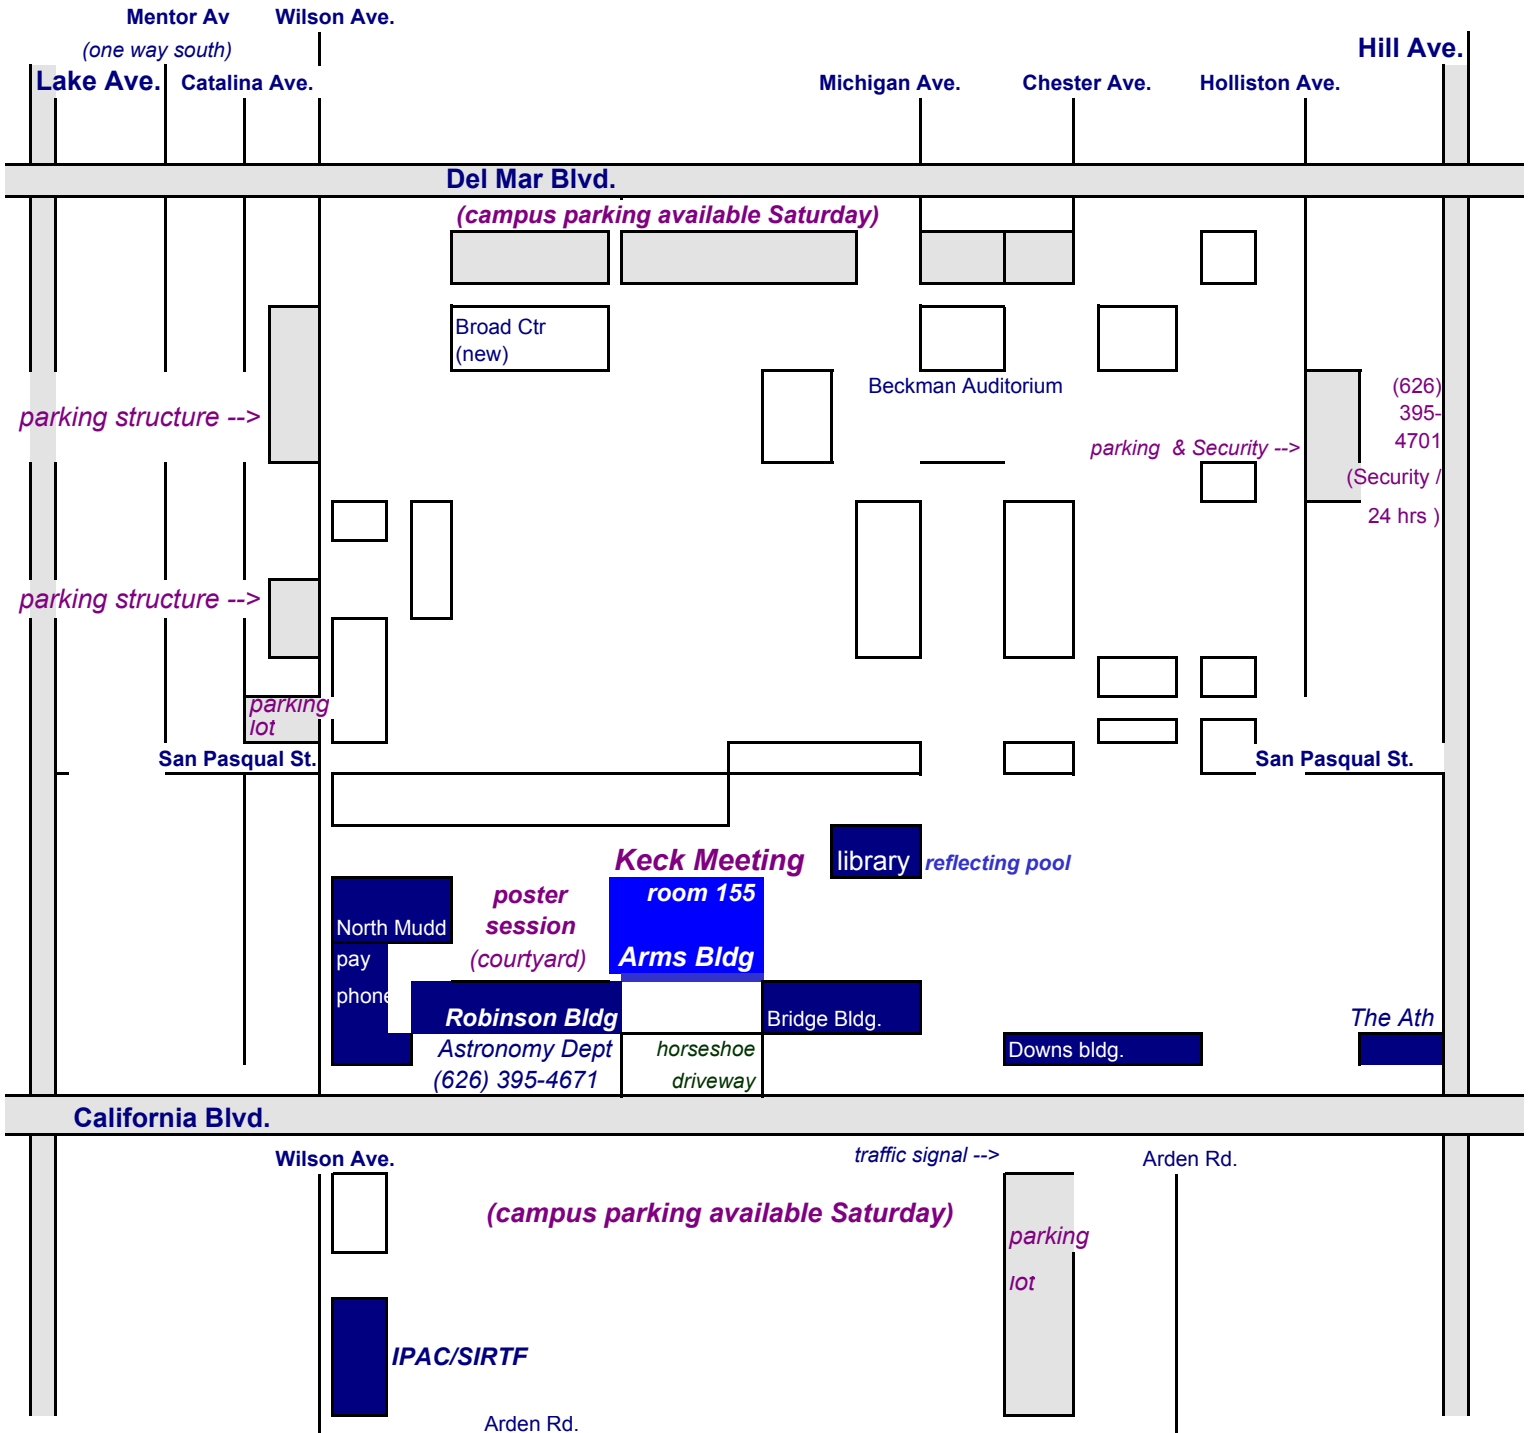 Mentor Av
Wilson Ave.
(one way south)
Hill Ave.
Lake Ave.
Catalina Ave.
Michigan Ave.
Chester Ave.
Holliston Ave.
Del Mar Blvd.
(campus parking available Saturday)
Broad Ctr
(new)
Beckman Auditorium
(626)
395-
4701
(Security /
24 hrs )
parking structure -->
parking & Security -->
parking structure -->
parking
lot
San Pasqual St.
San Pasqual St.
Keck Meeting
library
reflecting pool
room 155
poster
session
(courtyard)
North Mudd
Arms Bldg
pay
phone
Robinson Bldg
Bridge Bldg.
The Ath
Astronomy Dept
(626) 395-4671
horseshoe
driveway
Downs bldg.
California Blvd.
Wilson Ave.
traffic signal -->
Arden Rd.
(campus parking available Saturday)
parking
lot
IPAC/SIRTF
Arden Rd.